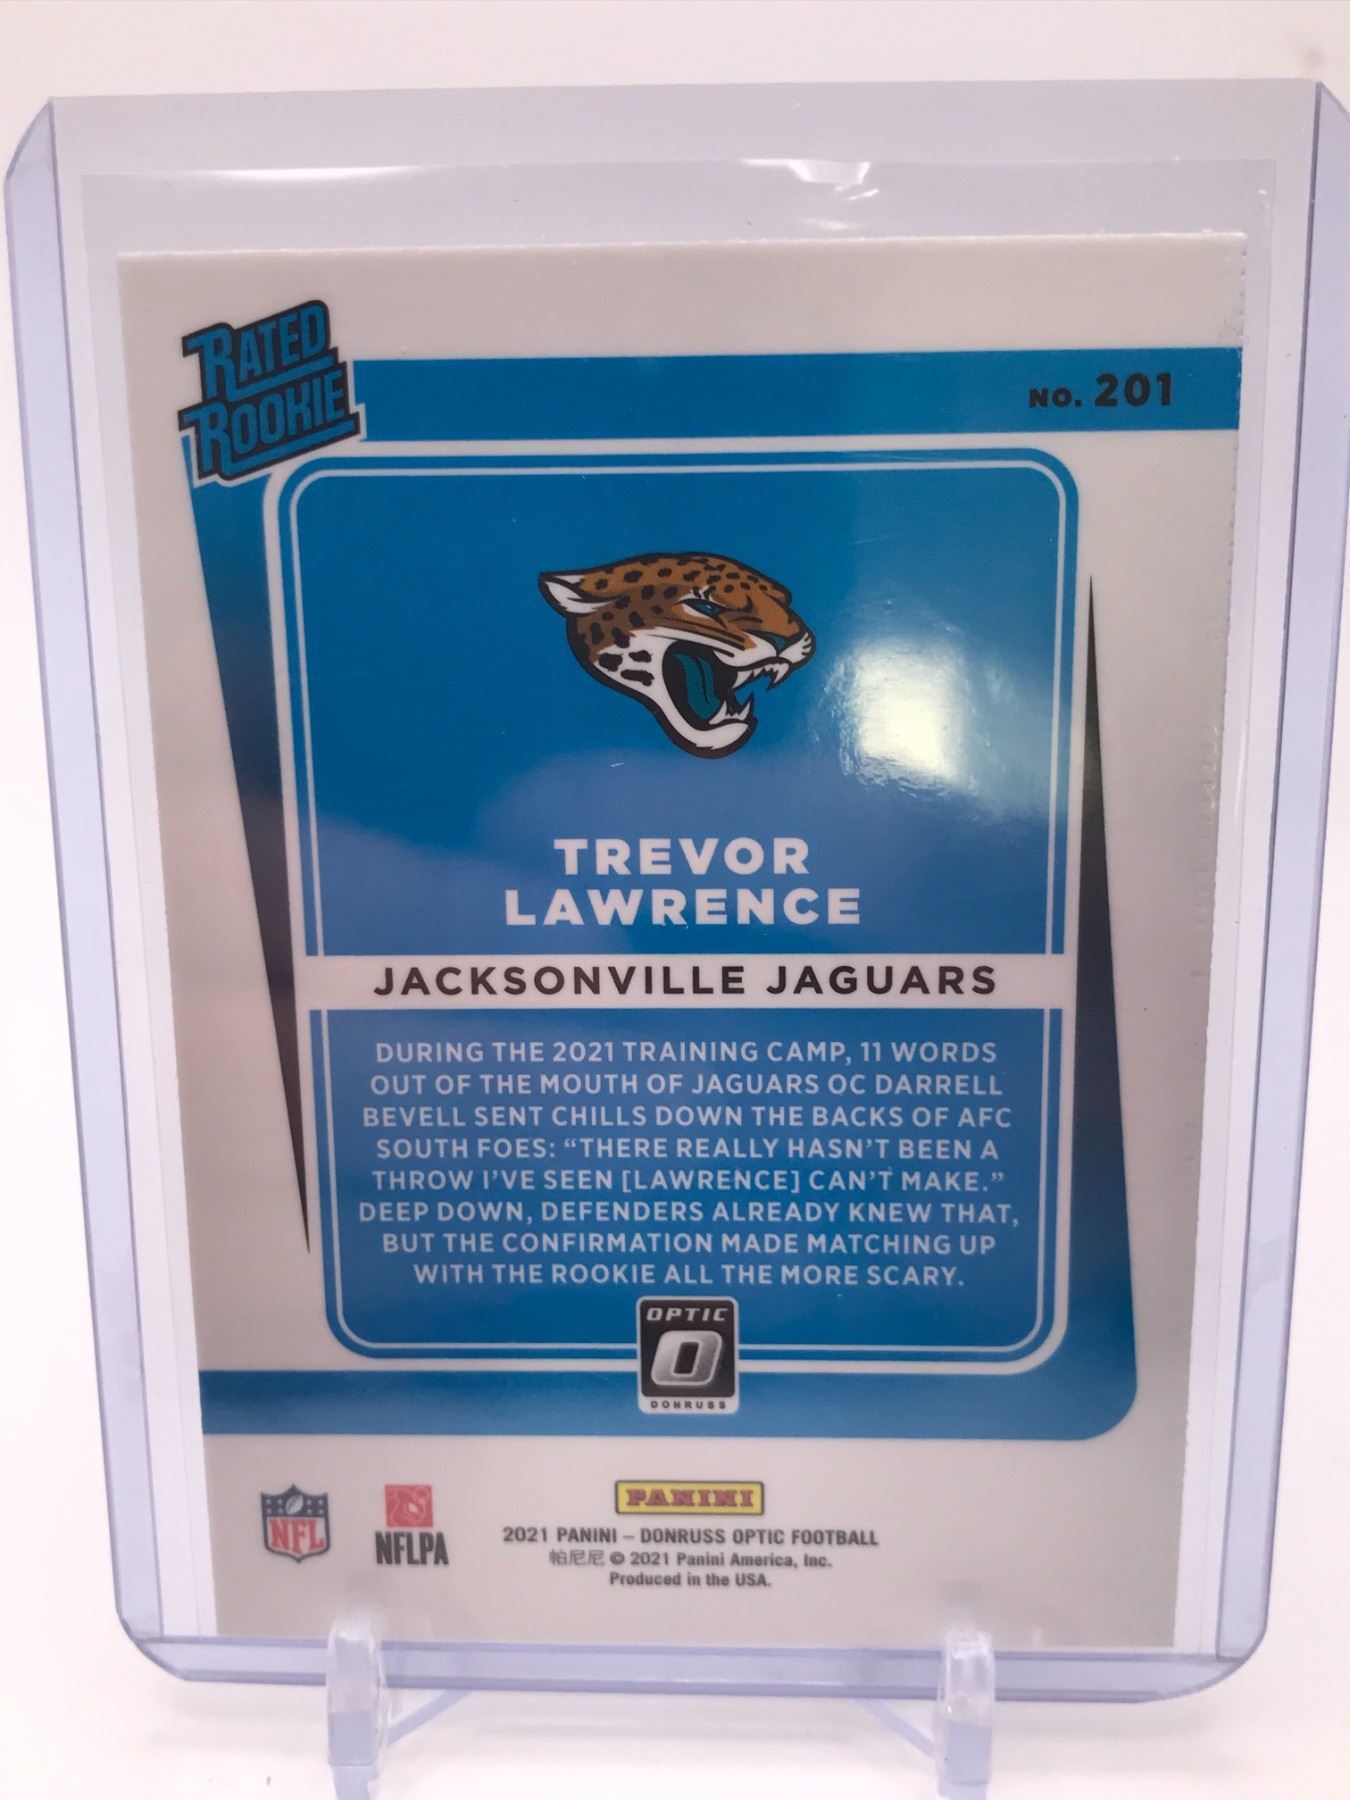 RATED
ROOKIE
NO. 201
TREVOR
LAWRENCE
JACKSONVILLE JAGUARS
DURING THE 2021 TRAINING CAMP, 11 WORDS
OUT OF THE MOUTH OF JAGUARS OC DARRELL
BEVELL SENT CHILLS DOWN THE BACKS OF AFC
SOUTH FOES: “THERE REALLY HASN’T BEEN A
THROW I’VE SEEN [LAWRENCE] CAN’T MAKE.”
DEEP DOWN, DEFENDERS ALREADY KNEW THAT,
BUT THE CONFIRMATION MADE MATCHING UP
WITH THE ROOKIE ALL THE MORE SCARY.
OPTIC
O
DONRUSS
NFL
NFLPA
PANINI
2021 PANINI – DONRUSS OPTIC FOOTBALL
帕尼尼 © 2021 Panini America, Inc.
Produced in the USA.